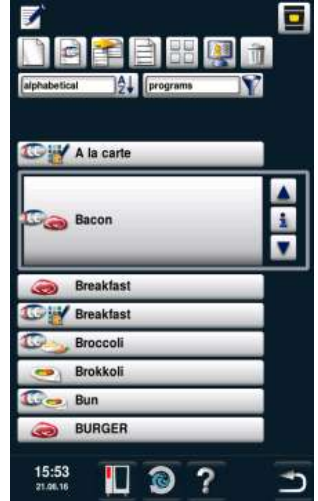 alphabetical
programs
A la carte
Bacon
Breakfast
Breakfast
Broccoli
Brokkoli
Bun
BURGER
15:53
21.06.16
?